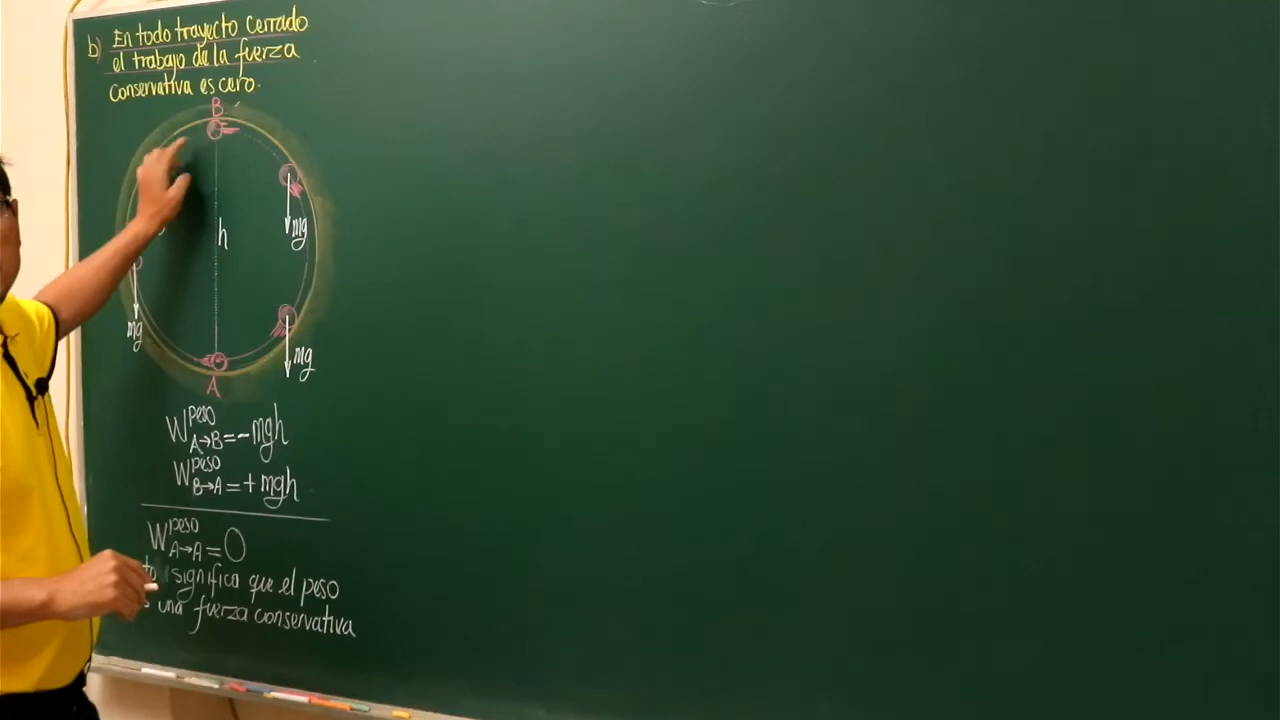 b) En todo trayecto cerrado
el trabajo de la fuerza
conservativa es cero.
B
mg
h
mg
mg
A
W peso A→B = -mgh
W peso B→A = + mgh
W peso A→A = 0
significa que el peso
una fuerza conservativa